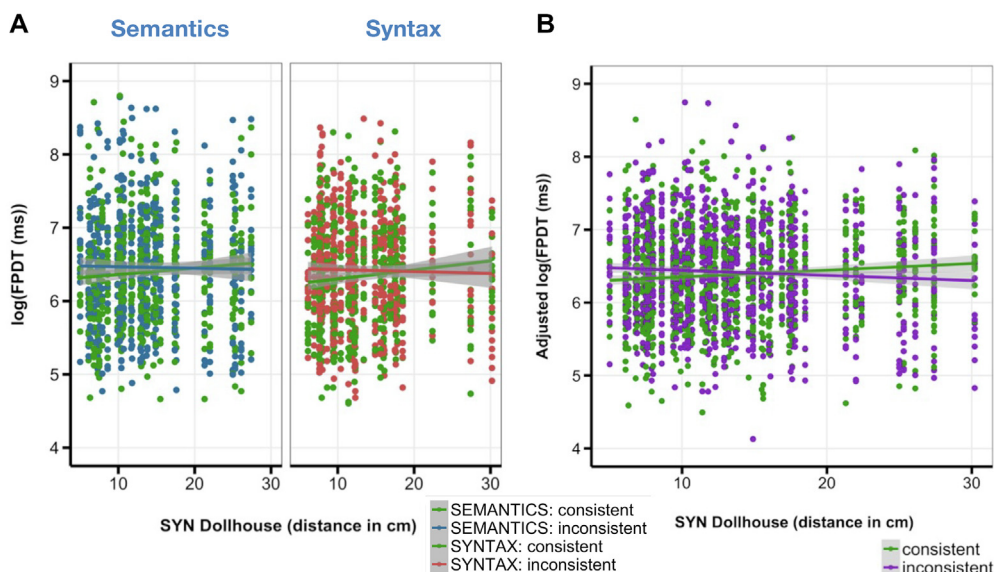 A
B
Semantics
Syntax
log(FPDT (ms))
9
8
7
6
5
4
10
20
30
10
20
30
SYN Dollhouse (distance in cm)
SEMANTICS: consistent
SEMANTICS: inconsistent
SYNTAX: consistent
SYNTAX: inconsistent
Adjusted log(FPDT (ms))
9
8
7
6
5
4
10
20
30
SYN Dollhouse (distance in cm)
consistent
inconsistent